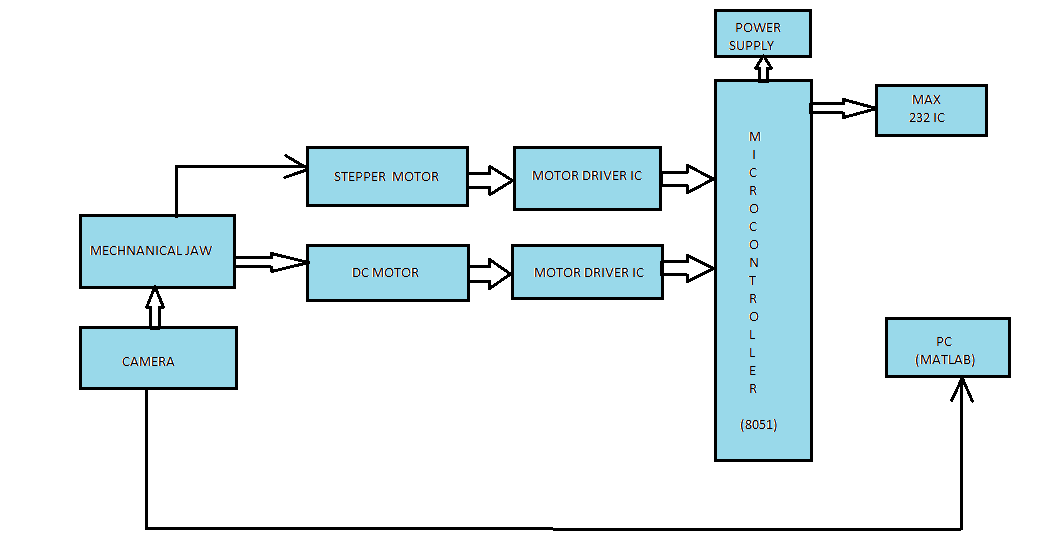 POWER
SUPPLY
MAX
232 IC
STEPPER MOTOR
MOTOR DRIVER IC
MECHNANICAL JAW
DC MOTOR
MOTOR DRIVER IC
M
I
C
R
O
C
O
N
T
R
O
L
L
E
R
(8051)
CAMERA
PC
(MATLAB)